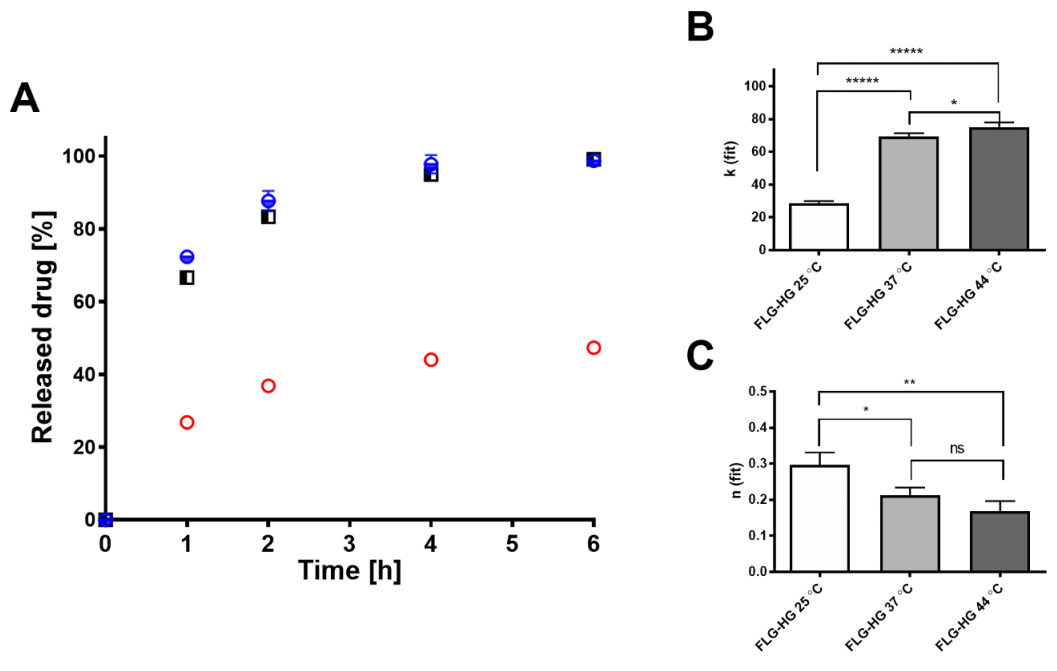 A
Released drug [%]
100
80
60
40
20
0
0 1 2 3 4 5 6
Time [h]
B
*****
*****
*
k (fit)
100
80
60
40
20
0
FLG-HG 25 °C
FLG-HG 37 °C
FLG-HG 44 °C
C
**
*
ns
n (fit)
0.5
0.4
0.3
0.2
0.1
0.0
FLG-HG 25 °C
FLG-HG 37 °C
FLG-HG 44 °C